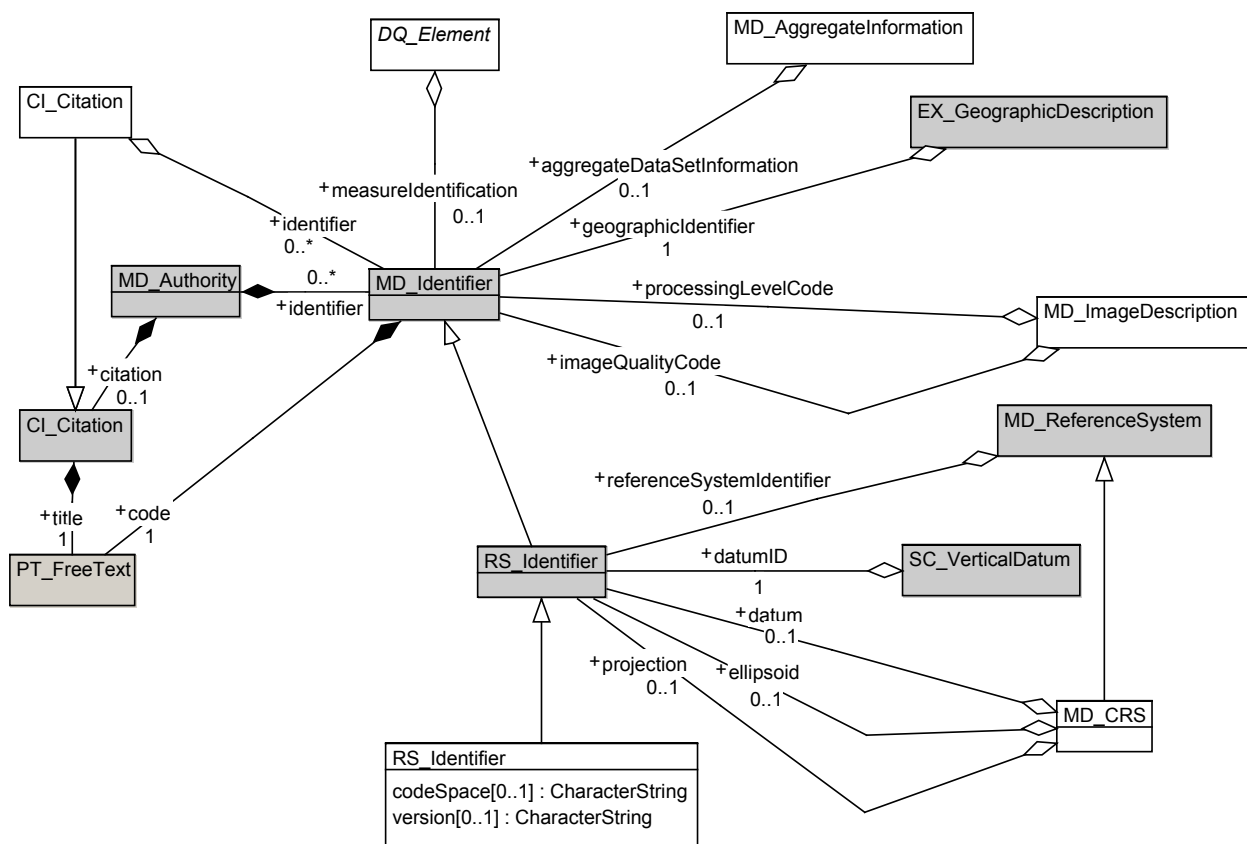 DQ_Element
MD_AggregateInformation
CI_Citation
EX_GeographicDescription
+aggregateDataSetInformation
0..1
+measureIdentification
0..1
+geographicIdentifier
1
+identifier
0..*
MD_Authority
0..*
+identifier
MD_Identifier
+processingLevelCode
0..1
MD_ImageDescription
+imageQualityCode
0..1
+citation
0..1
CI_Citation
MD_ReferenceSystem
+referenceSystemIdentifier
0..1
+title
1
+code
1
PT_FreeText
RS_Identifier
+datumID
1
SC_VerticalDatum
+datum
0..1
+projection
0..1
+ellipsoid
0..1
MD_CRS
RS_Identifier
codeSpace[0..1] : CharacterString
version[0..1] : CharacterString